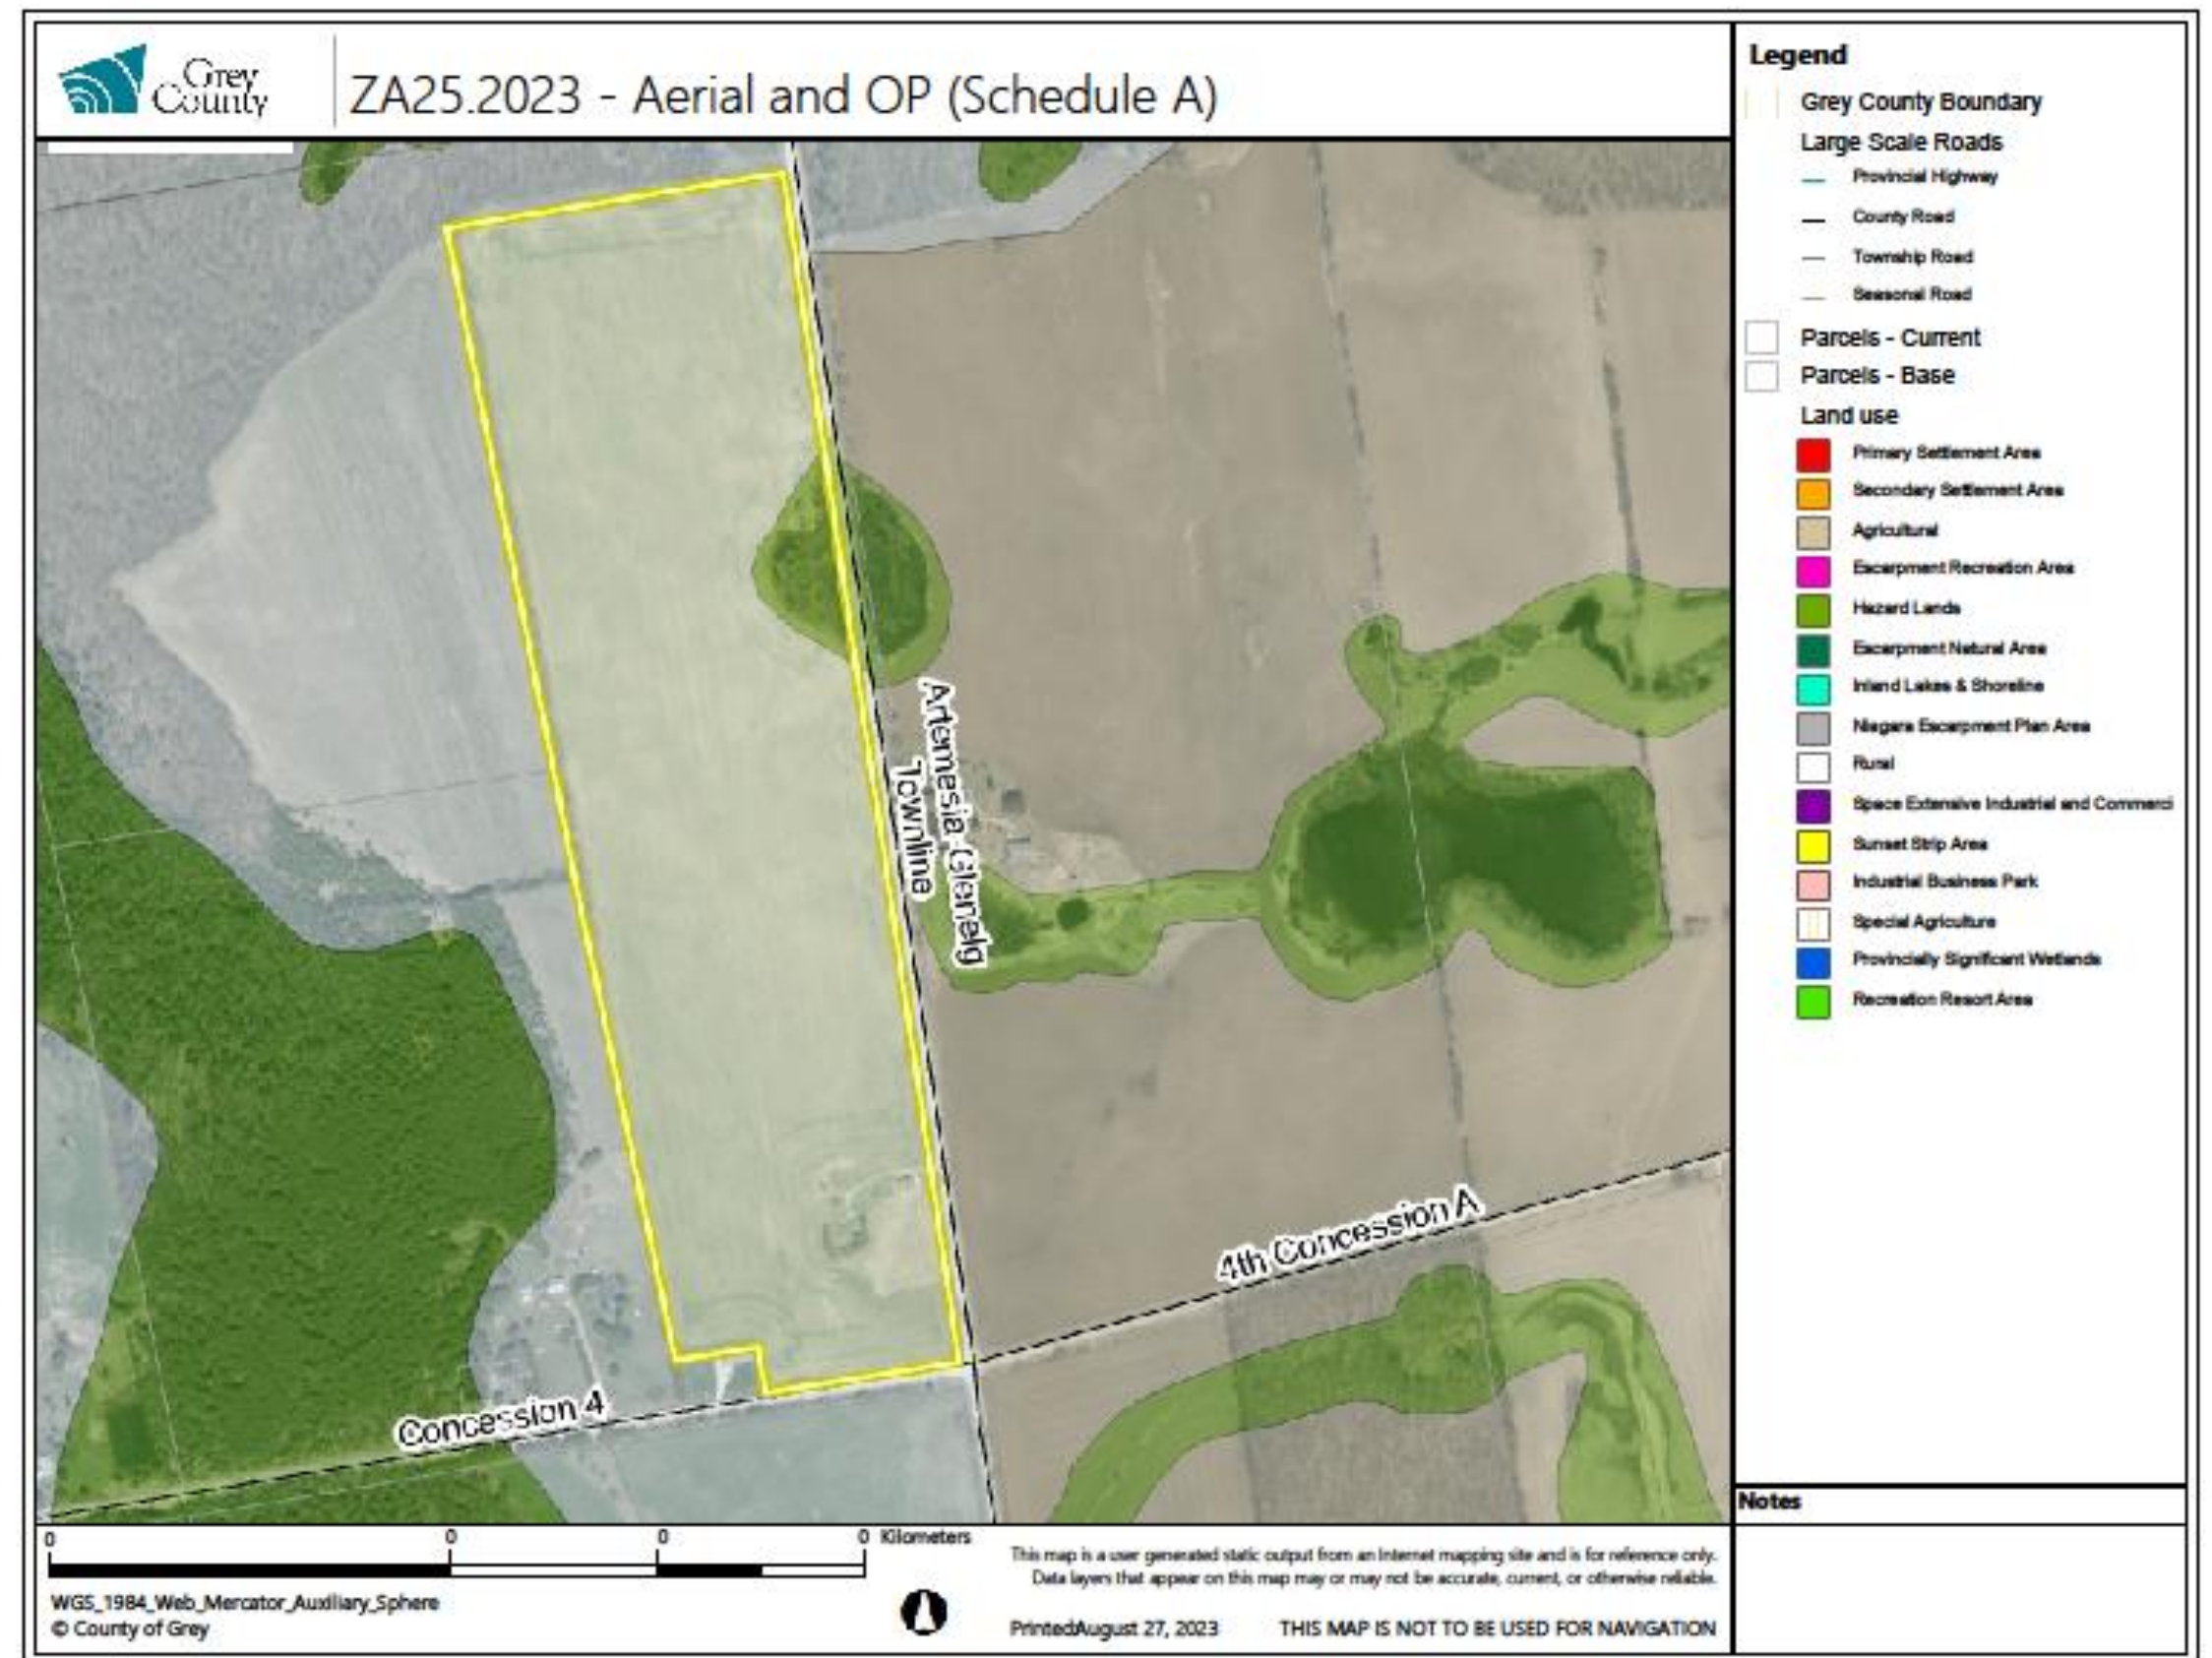 Grey
County
ZA25.2023 - Aerial and OP (Schedule A)
Artemesia-Glenelg
Townline
4th Concession A
Concession 4
Legend
Grey County Boundary
Large Scale Roads
Provincial Highway
County Road
Township Road
Seasonal Road
Parcels - Current
Parcels - Base
Land use
Primary Settlement Area
Secondary Settlement Area
Agricultural
Escarpment Recreation Area
Hazard Lands
Escarpment Natural Area
Inland Lakes & Shoreline
Niagara Escarpment Plan Area
Rural
Space Extensive Industrial and Commerci
Sunset Strip Area
Industrial Business Park
Special Agriculture
Provincially Significant Wetlands
Recreation Resort Area
Notes
0 0 0 0 Kilometers
WGS_1984_Web_Mercator_Auxiliary_Sphere
© County of Grey
This map is a user generated static output from an Internet mapping site and is for reference only.
Data layers that appear on this map may or may not be accurate, current, or otherwise reliable.
PrintedAugust 27, 2023 THIS MAP IS NOT TO BE USED FOR NAVIGATION